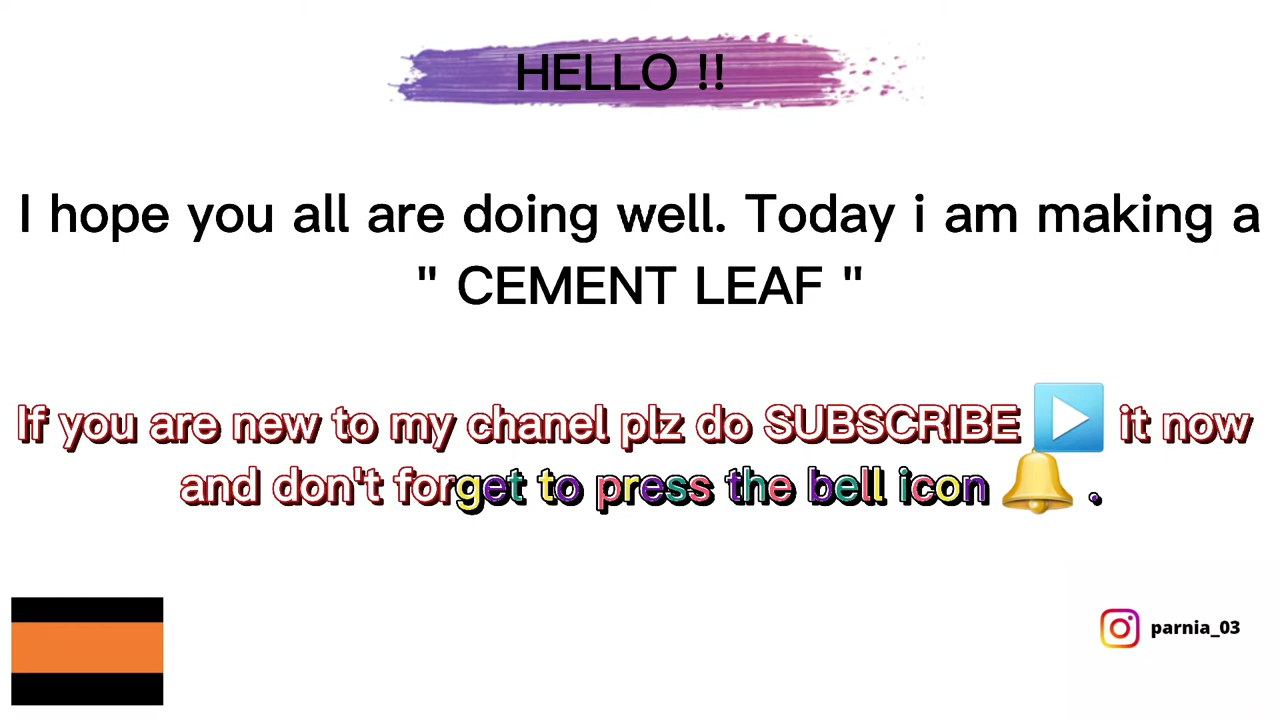 HELLO !!
I hope you all are doing well. Today i am making a
" CEMENT LEAF "
If you are new to my chanel plz do SUBSCRIBE ▶️ it now
and don't forget to press the bell icon 🔔 .
parnia_03